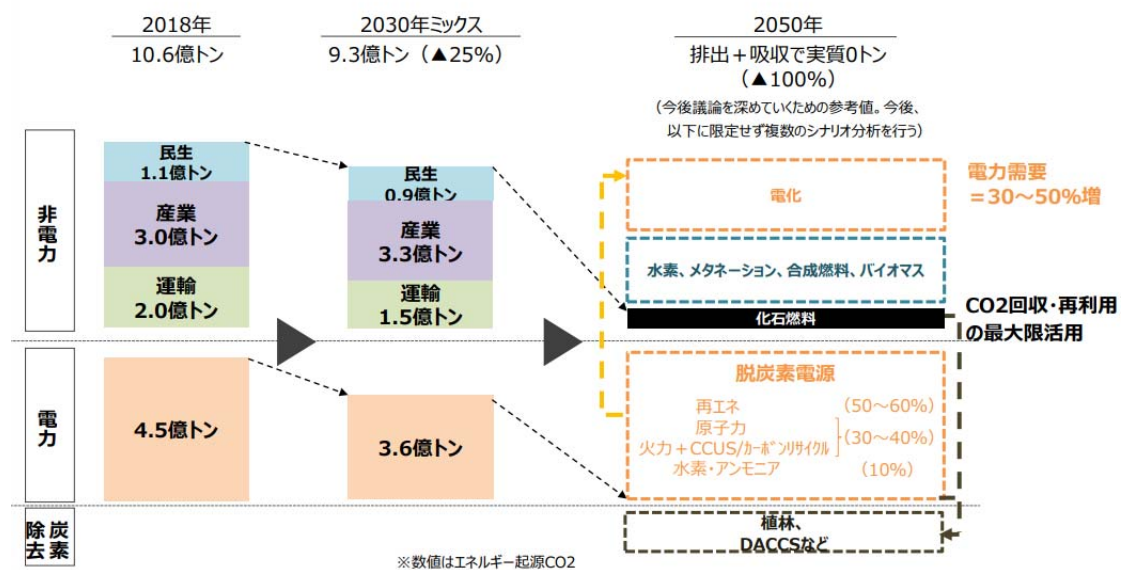 2018年
10.6億トン
2030年ミックス
9.3億トン（▲25%）
2050年
排出＋吸収で実質0トン
（▲100%）
（今後議論を深めていくための参考値。今後、
以下に限定せず複数のシナリオ分析を行う）
非電力
民生
1.1億トン
産業
3.0億トン
運輸
2.0億トン
民生
0.9億トン
産業
3.3億トン
運輸
1.5億トン
電化
電力需要
＝30～50%増
水素、メタネーション、合成燃料、バイオマス
化石燃料
CO2回収・再利用
の最大限活用
電力
4.5億トン
3.6億トン
脱炭素電源
再エネ （50～60%）
原子力
火力＋CCUS/カーボンリサイクル （30～40%）
水素・アンモニア （10%）
炭素除去
植林、
DACCSなど
※数値はエネルギー起源CO2